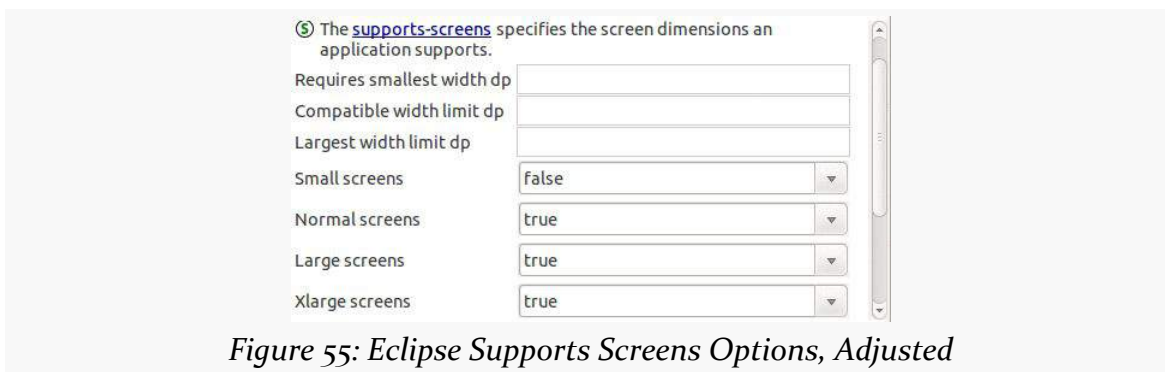 Ⓢ The supports-screens specifies the screen dimensions an
application supports.
Requires smallest width dp
Compatible width limit dp
Largest width limit dp
Small screens false
Normal screens true
Large screens true
Xlarge screens true
Figure 55: Eclipse Supports Screens Options, Adjusted